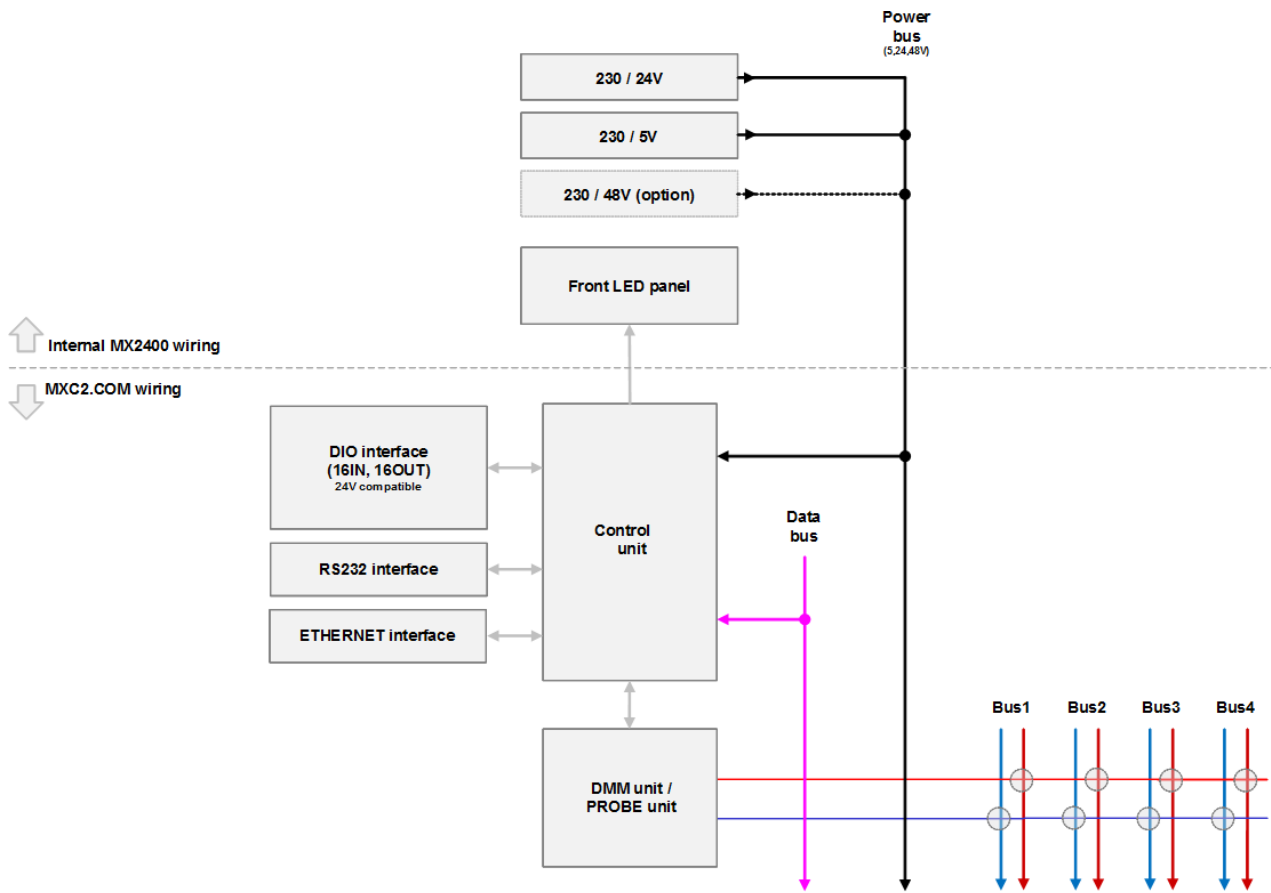 Power
bus
(5,24,48V)
230 / 24V
230 / 5V
230 / 48V (option)
Front LED panel
Internal MX2400 wiring
MXC2.COM wiring
DIO interface
(16IN, 16OUT)
24V compatible
Control
unit
Data
bus
RS232 interface
ETHERNET interface
Bus1 Bus2 Bus3 Bus4
DMM unit /
PROBE unit